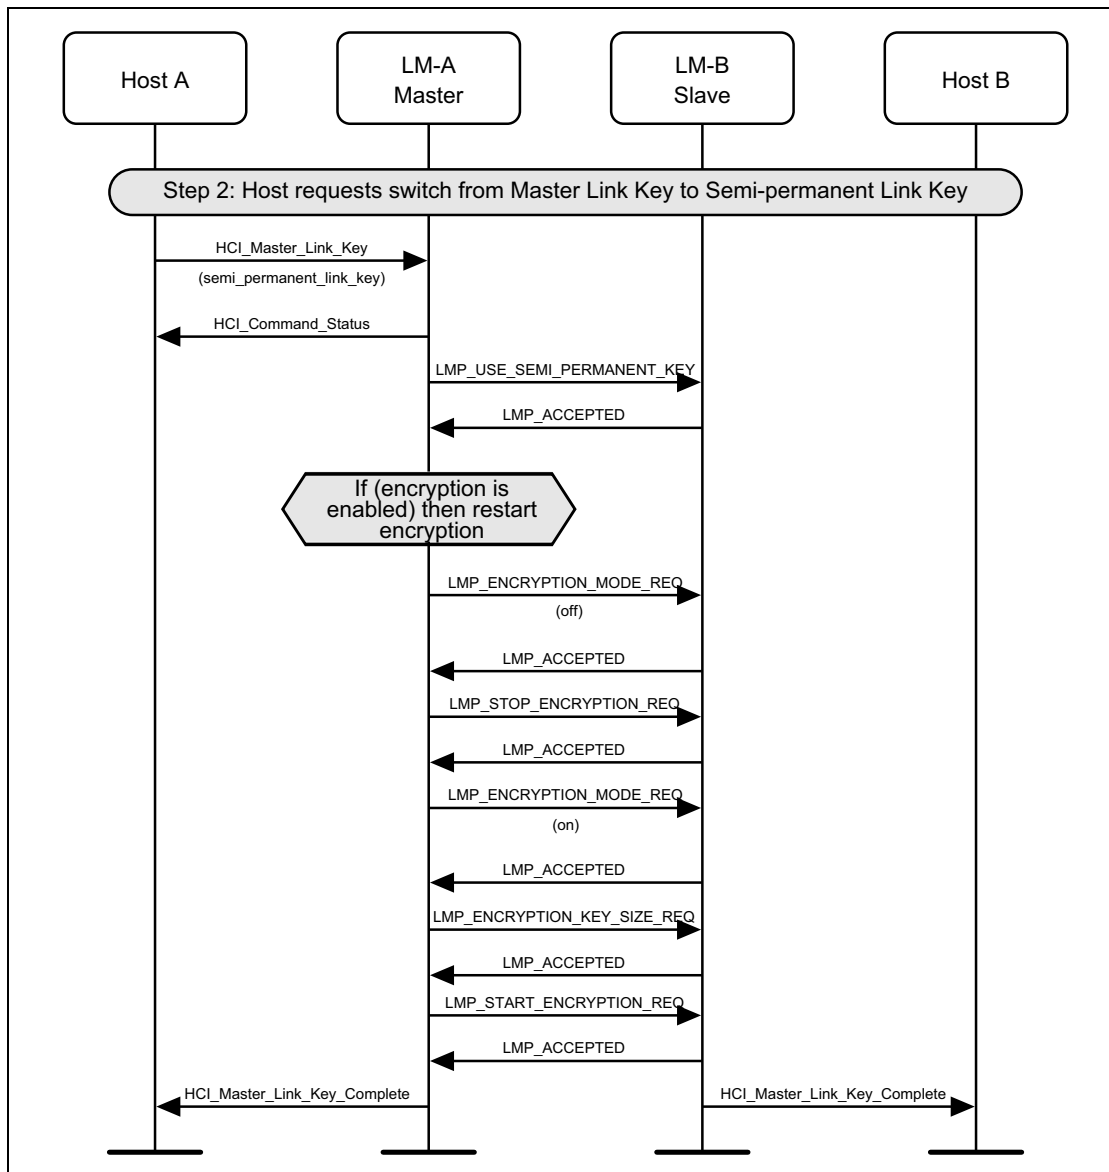 Host A
LM-A
Master
LM-B
Slave
Host B
Step 2: Host requests switch from Master Link Key to Semi-permanent Link Key
HCI_Master_Link_Key
(semi_permanent_link_key)
HCI_Command_Status
LMP_USE_SEMI_PERMANENT_KEY
LMP_ACCEPTED
If (encryption is
enabled) then restart
encryption
LMP_ENCRYPTION_MODE_REQ
(off)
LMP_ACCEPTED
LMP_STOP_ENCRYPTION_REQ
LMP_ACCEPTED
LMP_ENCRYPTION_MODE_REQ
(on)
LMP_ACCEPTED
LMP_ENCRYPTION_KEY_SIZE_REQ
LMP_ACCEPTED
LMP_START_ENCRYPTION_REQ
LMP_ACCEPTED
HCI_Master_Link_Key_Complete
HCI_Master_Link_Key_Complete